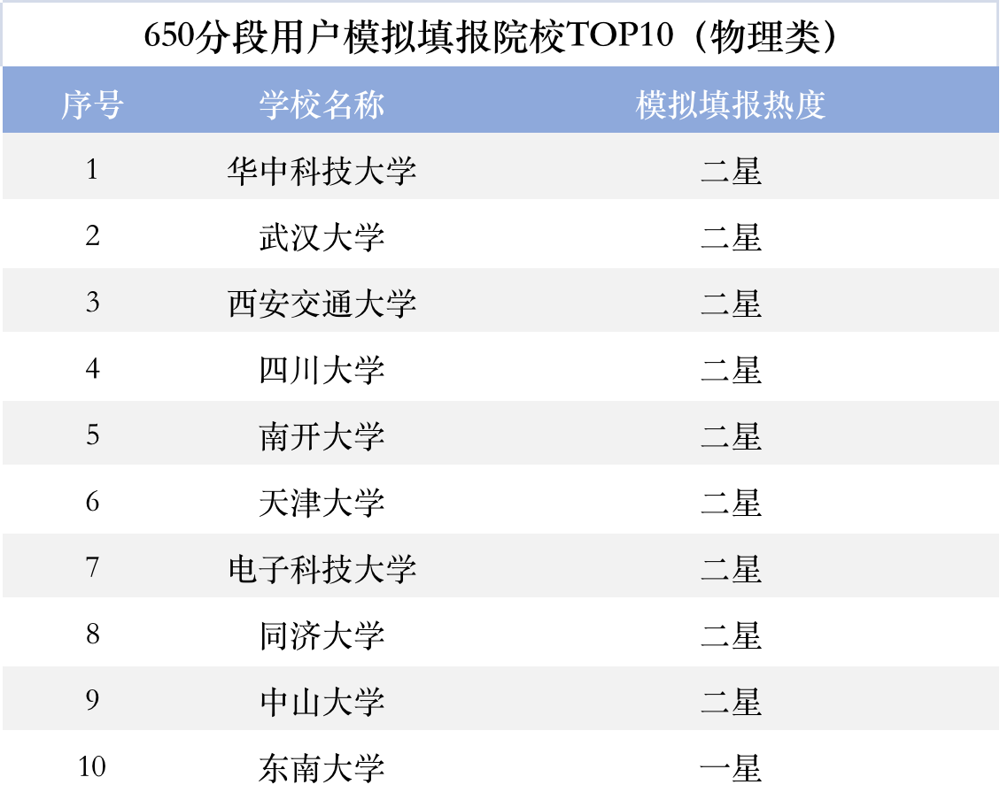 650分段用户模拟填报院校TOP10（物理类）
序号 学校名称 模拟填报热度
1 华中科技大学 二星
2 武汉大学 二星
3 西安交通大学 二星
4 四川大学 二星
5 南开大学 二星
6 天津大学 二星
7 电子科技大学 二星
8 同济大学 二星
9 中山大学 二星
10 东南大学 一星